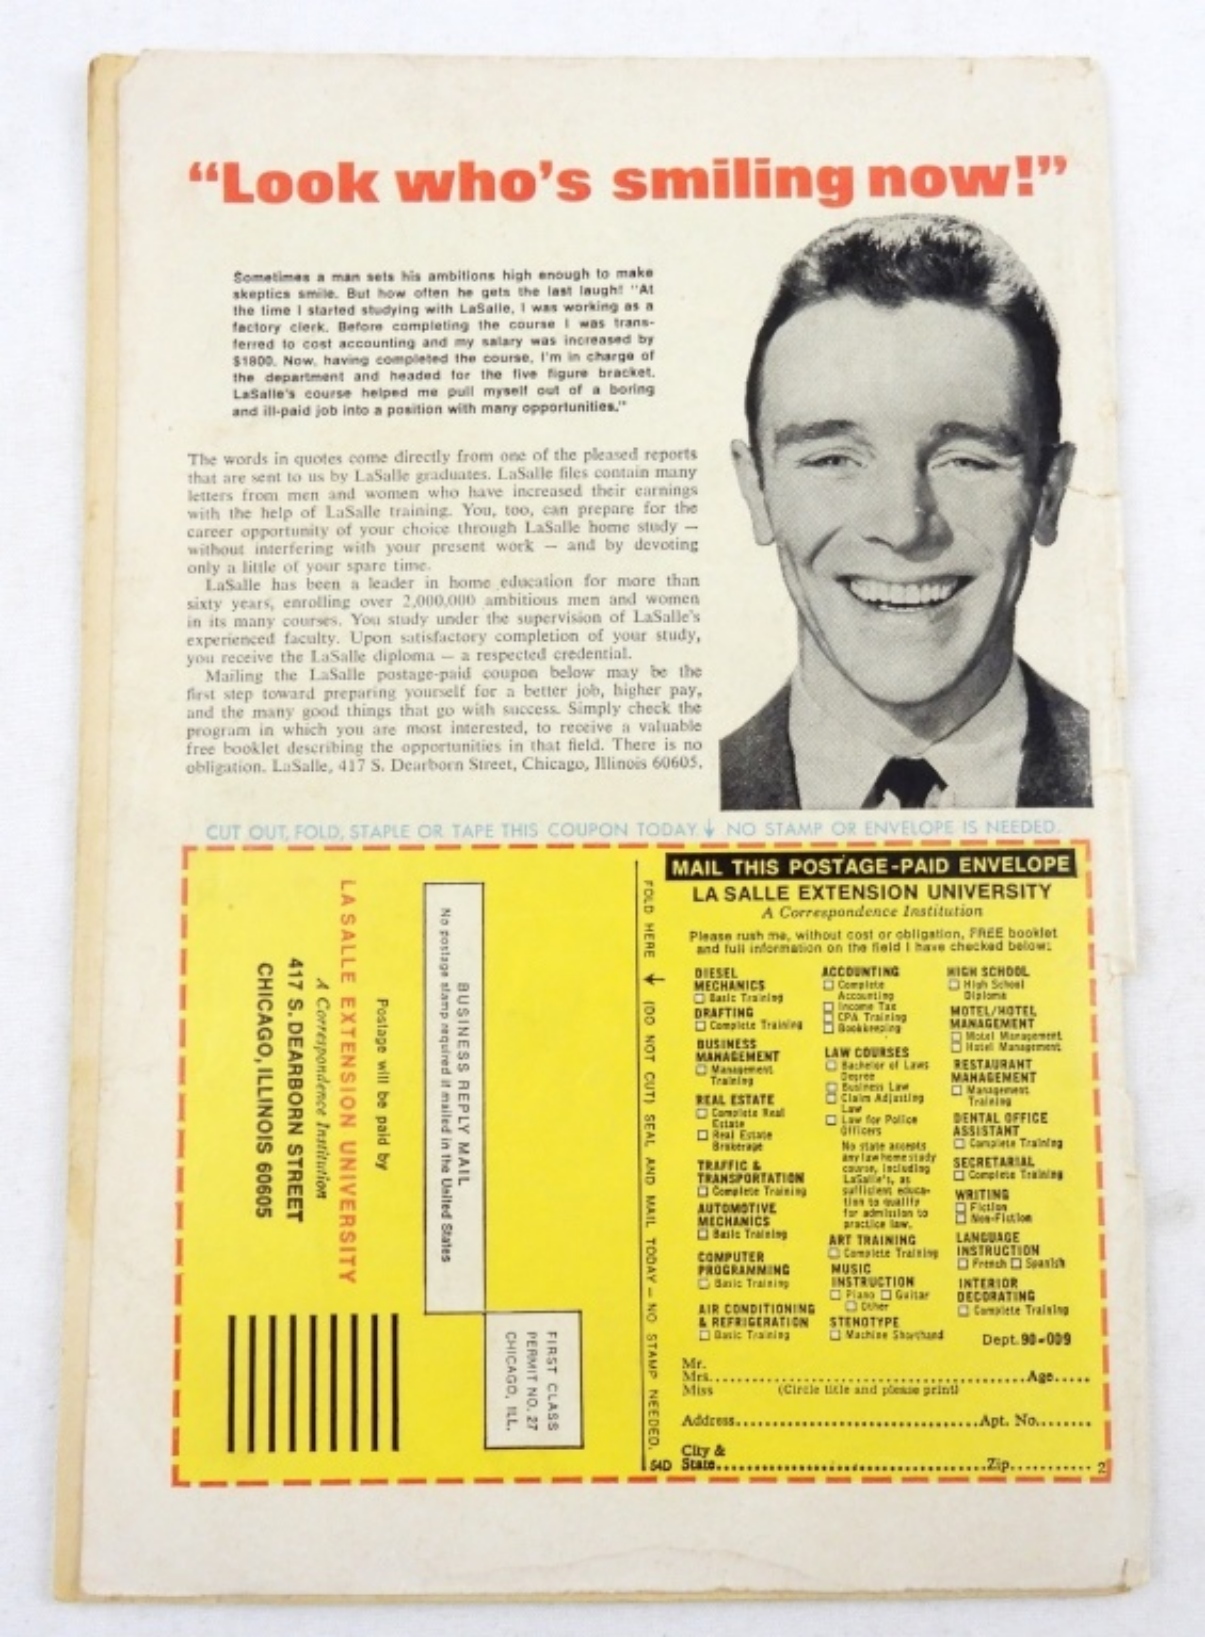 “Look who’s smiling now!”
Sometimes a man sets his ambitions high enough to make
skeptics smile. But how often he gets the last laugh! "At
the time I started studying with LaSalle, I was working as a
factory clerk. Before completing the course I was trans-
ferred to cost accounting and my salary was increased by
$1800. Now, having completed the course, I'm in charge of
the department and headed for the five figure bracket.
LaSalle's course helped me pull myself out of a boring
and ill-paid job into a position with many opportunities."
The words in quotes come directly from one of the pleased reports
that are sent to us by LaSalle graduates. LaSalle files contain many
letters from men and women who have increased their earnings
with the help of LaSalle training. You, too, can prepare for the
career opportunity of your choice through LaSalle home study —
without interfering with your present work — and by devoting
only a little of your spare time.
LaSalle has been a leader in home education for more than
sixty years, enrolling over 2,000,000 ambitious men and women
in its many courses. You study under the supervision of LaSalle's
experienced faculty. Upon satisfactory completion of your study,
you receive the LaSalle diploma — a respected credential.
Mailing the LaSalle postage-paid coupon below may be the
first step toward preparing yourself for a better job, higher pay,
and the many good things that go with success. Simply check the
program in which you are most interested, to receive a valuable
free booklet describing the opportunities in that field. There is no
obligation. LaSalle, 417 S. Dearborn Street, Chicago, Illinois 60605.
CUT OUT, FOLD, STAPLE OR TAPE THIS COUPON TODAY ↓ NO STAMP OR ENVELOPE IS NEEDED.
FIRST CLASS
PERMIT NO. 27
CHICAGO, ILL.
BUSINESS REPLY MAIL
No postage stamp required if mailed in the United States
Postage will be paid by
LA SALLE EXTENSION UNIVERSITY
A Correspondence Institution
417 S. DEARBORN STREET
CHICAGO, ILLINOIS 60605
FOLD HERE ↓ (DO NOT CUT) SEAL AND MAIL TODAY — NO STAMP NEEDED.
54D
MAIL THIS POSTAGE-PAID ENVELOPE
LA SALLE EXTENSION UNIVERSITY
A Correspondence Institution
Please rush me, without cost or obligation, FREE booklet
and full information on the field I have checked below:
DIESEL
MECHANICS
☐ Basic Training
DRAFTING
☐ Complete Training
BUSINESS
MANAGEMENT
☐ Management
Training
REAL ESTATE
☐ Complete Real
Estate
☐ Real Estate
Brokerage
TRAFFIC &
TRANSPORTATION
☐ Complete Training
AUTOMOTIVE
MECHANICS
☐ Basic Training
COMPUTER
PROGRAMMING
☐ Basic Training
AIR CONDITIONING
& REFRIGERATION
☐ Basic Training
ACCOUNTING
☐ Complete
Accounting
☐ Income Tax
☐ CPA Training
☐ Bookkeeping
LAW COURSES
☐ Bachelor of Laws
Degree
☐ Business Law
☐ Claim Adjusting
Law
☐ Law for Police
Officers
No state accepts
any law home study
course, including
LaSalle's, as
sufficient educa-
tion to qualify
for admission to
practice law.
ART TRAINING
☐ Complete Training
MUSIC
INSTRUCTION
☐ Piano ☐ Guitar
☐ Other
STENOTYPE
☐ Machine Shorthand
HIGH SCHOOL
☐ High School
Diploma
MOTEL/HOTEL
MANAGEMENT
☐ Motel Management
☐ Hotel Management
RESTAURANT
MANAGEMENT
☐ Management
Training
DENTAL OFFICE
ASSISTANT
☐ Complete Training
SECRETARIAL
☐ Complete Training
WRITING
☐ Fiction
☐ Non-Fiction
LANGUAGE
INSTRUCTION
☐ French ☐ Spanish
INTERIOR
DECORATING
☐ Complete Training
Dept. 90-009
Mr.
Mrs..........Age.....
Miss (Circle title and please print)
Address..........Apt. No........
City &
State..........Zip..........
2